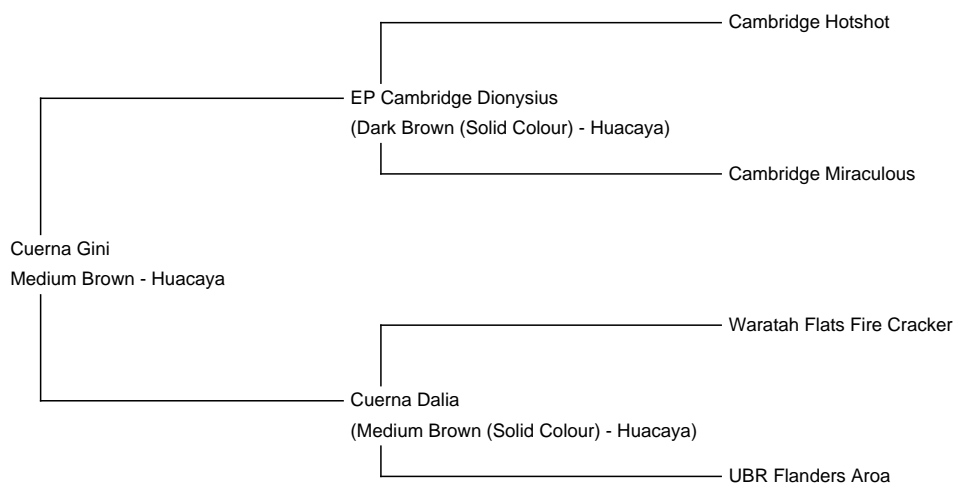 Cambridge Hotshot
EP Cambridge Dionysius
(Dark Brown (Solid Colour) - Huacaya)
Cambridge Miraculous
Cuerna Gini
Medium Brown - Huacaya
Waratah Flats Fire Cracker
Cuerna Dalia
(Medium Brown (Solid Colour) - Huacaya)
UBR Flanders Aroa